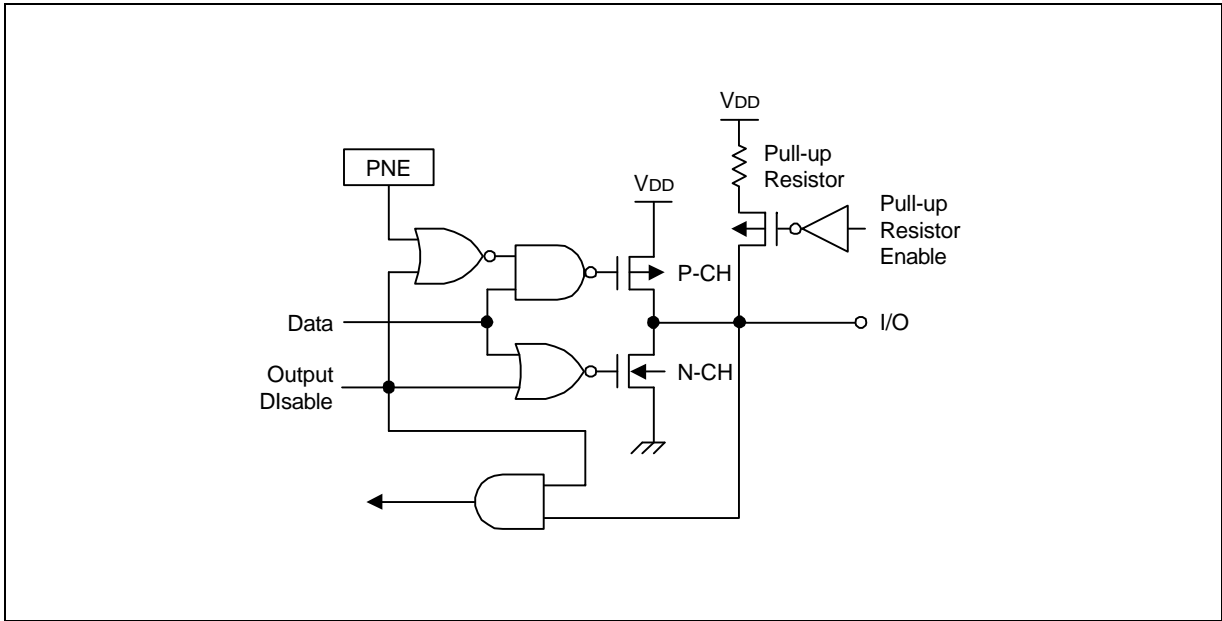 VDD
Pull-up
Resistor
PNE
VDD
Pull-up
Resistor
Enable
P-CH
Data
I/O
Output
DIsable
N-CH